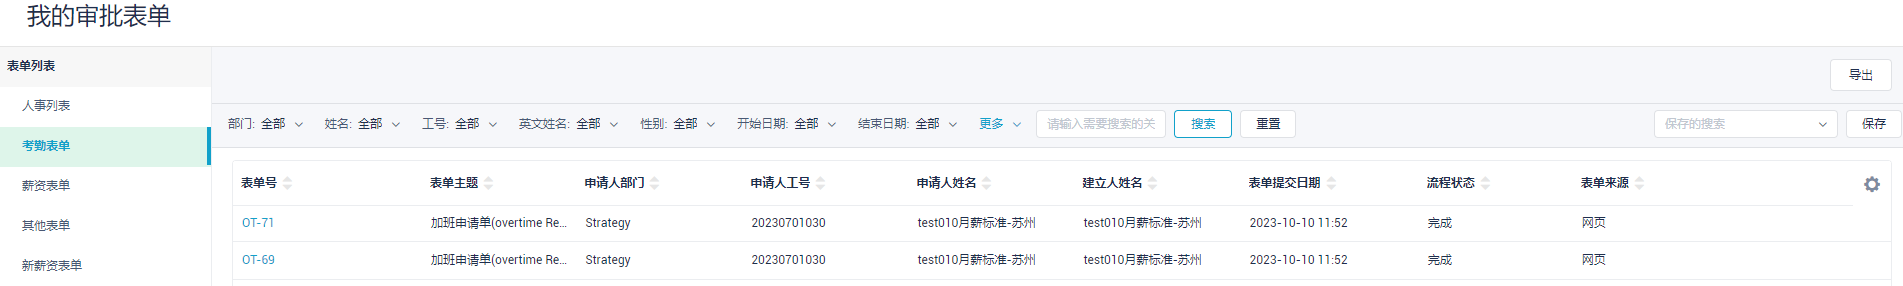 我的审批表单
表单列表
导出
人事列表
部门: 全部 姓名: 全部 工号: 全部 英文姓名: 全部 性别: 全部 开始日期: 全部 结束日期: 全部 更多 请输入需要搜索的关 搜索 重置 保存的搜索 保存
考勤表单
薪资表单
其他表单
新薪资表单
表单号 表单主题 申请人部门 申请人工号 申请人姓名 建立人姓名 表单提交日期 流程状态 表单来源
OT-71 加班申请单(overtime Re... Strategy 20230701030 test010月薪标准-苏州 test010月薪标准-苏州 2023-10-10 11:52 完成 网页
OT-69 加班申请单(overtime Re... Strategy 20230701030 test010月薪标准-苏州 test010月薪标准-苏州 2023-10-10 11:52 完成 网页